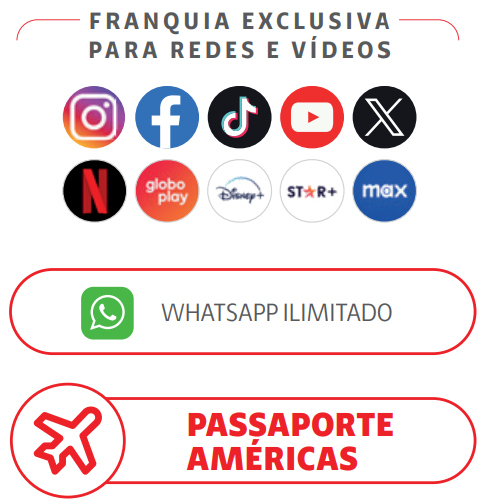 FRANQUIA EXCLUSIVA
PARA REDES E VÍDEOS
N
globo
play
Disney+
STAR+
max
WHATSAPP ILIMITADO
PASSAPORTE
AMÉRICAS